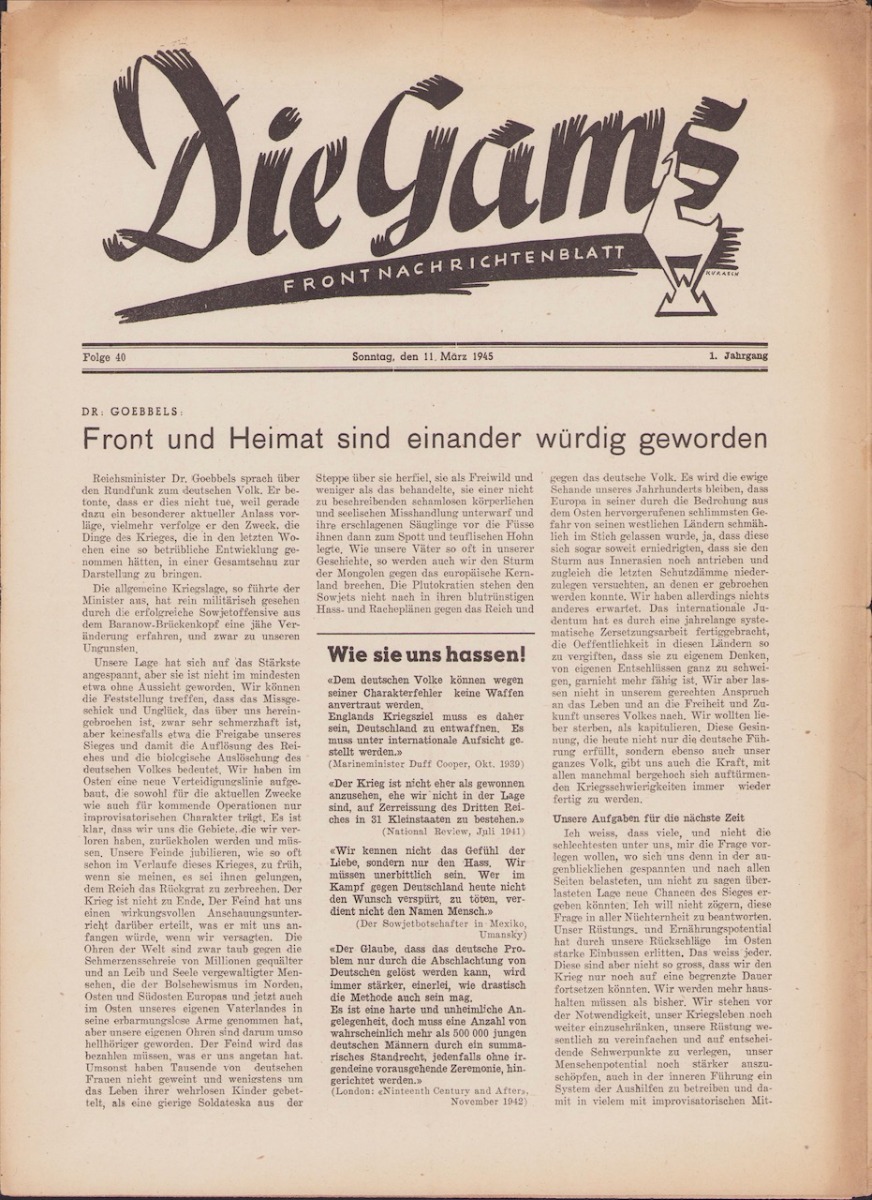 Die Gams
FRONTNACHRICHTENBLATT
KUKASCH
Folge 40
Sonntag, den 11. März 1945
1. Jahrgang
DR. GOEBBELS:
Front und Heimat sind einander würdig geworden
Reichsminister Dr. Goebbels sprach über
den Rundfunk zum deutschen Volk. Er be-
tonte, dass er dies nicht tue, weil gerade
dazu ein besonderer aktueller Anlass vor-
läge, vielmehr verfolge er den Zweck, die
Dinge des Krieges, die in den letzten Wo-
chen eine so betrübliche Entwicklung ge-
nommen hätten, in einer Gesamtschau zur
Darstellung zu bringen.
Die allgemeine Kriegslage, so führte der
Minister aus, hat rein militärisch gesehen
durch die erfolgreiche Sowjetoffensive aus
dem Baranow-Brückenkopf eine jähe Ver-
änderung erfahren, und zwar zu unseren
Ungunsten.
Unsere Lage hat sich auf das Stärkste
angespannt, aber sie ist nicht im mindesten
etwa ohne Aussicht geworden. Wir können
die Feststellung treffen, dass das Missge-
schick und Unglück, das über uns herein-
gebrochen ist, zwar sehr schmerzhaft ist,
aber keinesfalls etwa die Freigabe unseres
Sieges und damit die Auflösung des Rei-
ches und die biologische Auslöschung des
deutschen Volkes bedeutet. Wir haben im
Osten eine neue Verteidigungslinie aufge-
baut, die sowohl für die aktuellen Zwecke
wie auch für kommende Operationen nur
improvisatorischen Charakter trägt. Es ist
klar, dass wir uns die Gebiete, die wir ver-
loren haben, zurückholen werden und müs-
sen. Unsere Feinde jubilieren, wie so oft
schon im Verlaufe dieses Krieges, zu früh,
wenn sie meinen, es sei ihnen gelungen,
dem Reich das Rückgrat zu zerbrechen. Der
Krieg ist nicht zu Ende. Der Feind hat uns
einen wirkungsvollen Anschauungsunter-
richt darüber erteilt, was er mit uns an-
fangen würde, wenn wir versagten. Die
Ohren der Welt sind zwar taub gegen die
Schmerzensschreie von Millionen gequälter
und an Leib und Seele vergewaltigter Men-
schen, die der Bolschewismus im Norden,
Osten und Südosten Europas und jetzt auch
im Osten unseres eigenen Vaterlandes in
seine erbarmungslose Arme genommen hat,
aber unsere eigenen Ohren sind darum umso
hellhöriger geworden. Der Feind wird das
bezahlen müssen, was er uns angetan hat.
Umsonst haben Tausende von deutschen
Frauen nicht geweint und wenigstens um
das Leben ihrer wehrlosen Kinder gebet-
telt, als eine gierige Soldateska aus der
Steppe über sie herfiel, sie als Freiwild und
weniger als das behandelte, sie einer nicht
zu beschreibenden schamlosen körperlichen
und seelischen Misshandlung unterwarf und
ihre erschlagenen Säuglinge vor die Füsse
ihnen dann zum Spott und teuflischen Hohn
legte. Wie unsere Väter so oft in unserer
Geschichte, so werden auch wir den Sturm
der Mongolen gegen das europäische Kern-
land brechen. Die Plutokratien stehen den
Sowjets nicht nach in ihren blutrünstigen
Hass- und Racheplänen gegen das Reich und
Wie sie uns hassen!
«Dem deutschen Volke können wegen
seiner Charakterfehler keine Waffen
anvertraut werden.
Englands Kriegsziel muss es daher
sein, Deutschland zu entwaffnen. Es
muss unter internationale Aufsicht ge-
stellt werden.»
(Marineminister Duff Cooper, Okt. 1939)
«Der Krieg ist nicht eher als gewonnen
anzusehen, ehe wir nicht in der Lage
sind, auf Zerreissung des Dritten Rei-
ches in 31 Kleinstaaten zu bestehen.»
(National Review, Juli 1941)
«Wir kennen nicht das Gefühl der
Liebe, sondern nur den Hass. Wir
müssen unerbittlich sein. Wer im
Kampf gegen Deutschland heute nicht
den Wunsch verspürt, zu töten, ver-
dient nicht den Namen Mensch.»
(Der Sowjetbotschafter in Mexiko,
Umansky)
«Der Glaube, dass das deutsche Pro-
blem nur durch die Abschlachtung von
Deutschen gelöst werden kann, wird
immer stärker, einerlei, wie drastisch
die Methode auch sein mag.
Es ist eine harte und unheimliche An-
gelegenheit, doch muss eine Anzahl von
wahrscheinlich mehr als 500 000 jungen
deutschen Männern durch ein summa-
risches Standrecht, jedenfalls ohne ir-
gendeine vorausgehende Zeremonie, hin-
gerichtet werden.»
(London: «Ninteenth Century and After»,
November 1942)
gegen das deutsche Volk. Es wird die ewige
Schande unseres Jahrhunderts bleiben, dass
Europa in seiner durch die Bedrohung aus
dem Osten hervorgerufenen schlimmsten Ge-
fahr von seinen westlichen Ländern schmäh-
lich im Stich gelassen wurde, ja, dass diese
sich sogar soweit erniedrigten, dass sie den
Sturm aus Innerasien noch antrieben und
zugleich die letzten Schutzdämme nieder-
zulegen versuchten, an denen er gebrochen
werden konnte. Wir haben allerdings nichts
anderes erwartet. Das internationale Ju-
dentum hat es durch eine jahrelange syste-
matische Zersetzungsarbeit fertiggebracht,
die Oeffentlichkeit in diesen Ländern so
zu vergiften, dass sie zu eigenem Denken,
von eigenen Entschlüssen ganz zu schwei-
gen, garnicht mehr fähig ist. Wir aber las-
sen nicht in unserem gerechten Anspruch
an das Leben und an die Freiheit und Zu-
kunft unseres Volkes nach. Wir wollten lie-
ber sterben, als kapitulieren. Diese Gesin-
nung, die heute nicht nur die deutsche Füh-
rung erfüllt, sondern ebenso auch unser
ganzes Volk, gibt uns auch die Kraft, mit
allen manchmal bergehoch sich auftürmen-
den Kriegsschwierigkeiten immer wieder
fertig zu werden.
Unsere Aufgaben für die nächste Zeit
Ich weiss, dass viele, und nicht die
schlechtesten unter uns, mir die Frage vor-
legen wollen, wo sich uns denn in der au-
genblicklichen gespannten und nach allen
Seiten belasteten, um nicht zu sagen über-
lasteten Lage neue Chancen des Sieges er-
geben könnten. Ich will nicht zögern, diese
Frage in aller Nüchternheit zu beantworten.
Unser Rüstungs- und Ernährungspotential
hat durch unsere Rückschläge im Osten
starke Einbussen erlitten. Das weiss jeder.
Diese sind aber nicht so gross, dass wir den
Krieg nur noch auf eine begrenzte Dauer
fortsetzen könnten. Wir werden mehr haus-
halten müssen als bisher. Wir stehen vor
der Notwendigkeit, unser Kriegsleben noch
weiter einzuschränken, unsere Rüstung we-
sentlich zu vereinfachen und auf entschei-
dende Schwerpunkte zu verlegen, unser
Menschenpotential noch stärker auszu-
schöpfen, auch in der inneren Führung ein
System der Aushilfen zu betreiben und da-
mit in vielem mit improvisatorischen Mit-